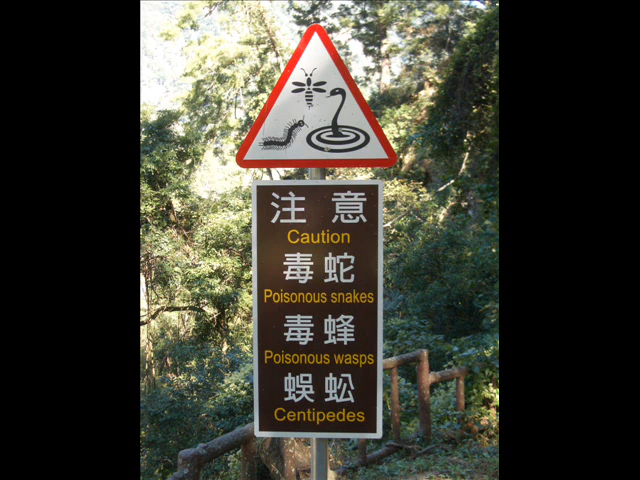 注意
Caution
毒蛇
Poisonous snakes
毒蜂
Poisonous wasps
蜈蚣
Centipedes